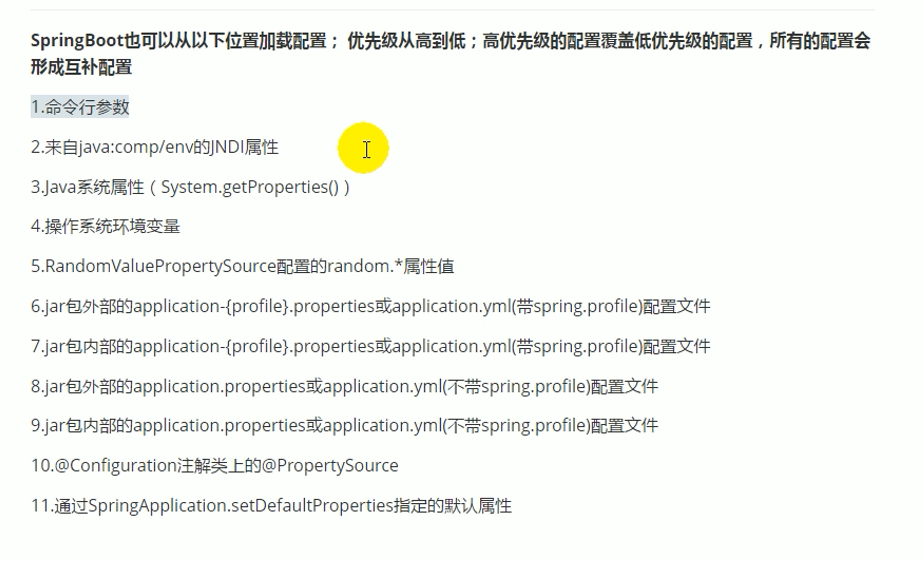 SpringBoot也可以从以下位置加载配置； 优先级从高到低；高优先级的配置覆盖低优先级的配置，所有的配置会
形成互补配置
1.命令行参数
2.来自java:comp/env的JNDI属性
3.Java系统属性（System.getProperties()）
4.操作系统环境变量
5.RandomValuePropertySource配置的random.*属性值
6.jar包外部的application-{profile}.properties或application.yml(带spring.profile)配置文件
7.jar包内部的application-{profile}.properties或application.yml(带spring.profile)配置文件
8.jar包外部的application.properties或application.yml(不带spring.profile)配置文件
9.jar包内部的application.properties或application.yml(不带spring.profile)配置文件
10.@Configuration注解类上的@PropertySource
11.通过SpringApplication.setDefaultProperties指定的默认属性